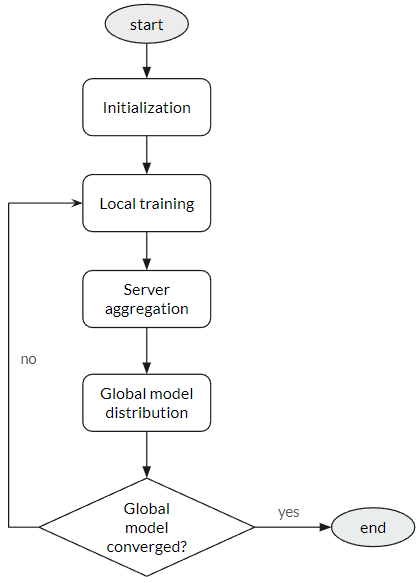 start
Initialization
Local training
Server
aggregation
no
Global model
distribution
Global
model
converged?
yes
end